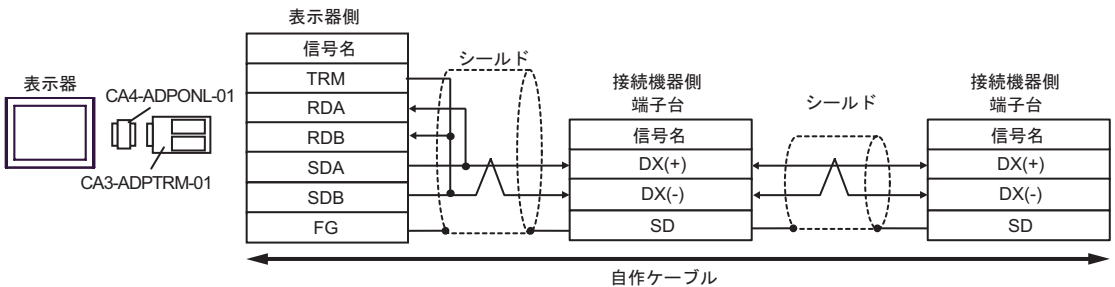 表示器
CA4-ADPONL-01
CA3-ADPTRM-01
表示器側
信号名
TRM
RDA
RDB
SDA
SDB
FG
シールド
接続機器側
端子台
信号名
DX(+)
DX(-)
SD
シールド
接続機器側
端子台
信号名
DX(+)
DX(-)
SD
自作ケーブル